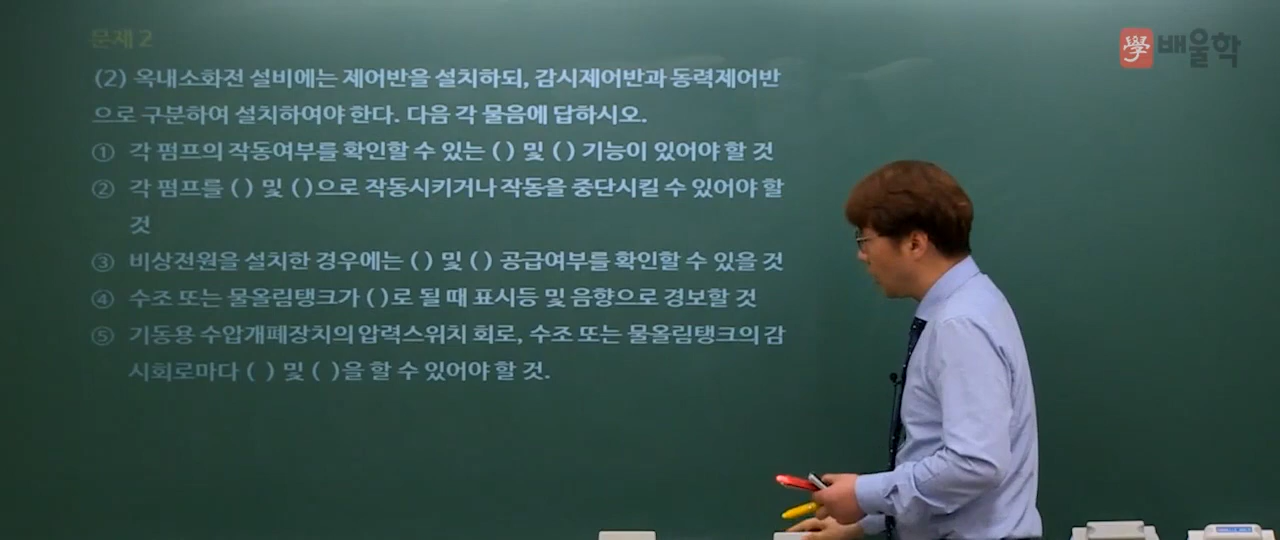 문제 2
學 배울학
(2) 옥내소화전 설비에는 제어반을 설치하되, 감시제어반과 동력제어반
으로 구분하여 설치하여야 한다. 다음 각 물음에 답하시오.
① 각 펌프의 작동여부를 확인할 수 있는 ( ) 및 ( ) 기능이 있어야 할 것
② 각 펌프를 ( ) 및 ( )으로 작동시키거나 작동을 중단시킬 수 있어야 할
것
③ 비상전원을 설치한 경우에는 ( ) 및 ( ) 공급여부를 확인할 수 있을 것
④ 수조 또는 물올림탱크가 ( )로 될 때 표시등 및 음향으로 경보할 것
⑤ 기동용 수압개폐장치의 압력스위치 회로, 수조 또는 물올림탱크의 감
시회로마다 ( ) 및 ( )을 할 수 있어야 할 것.